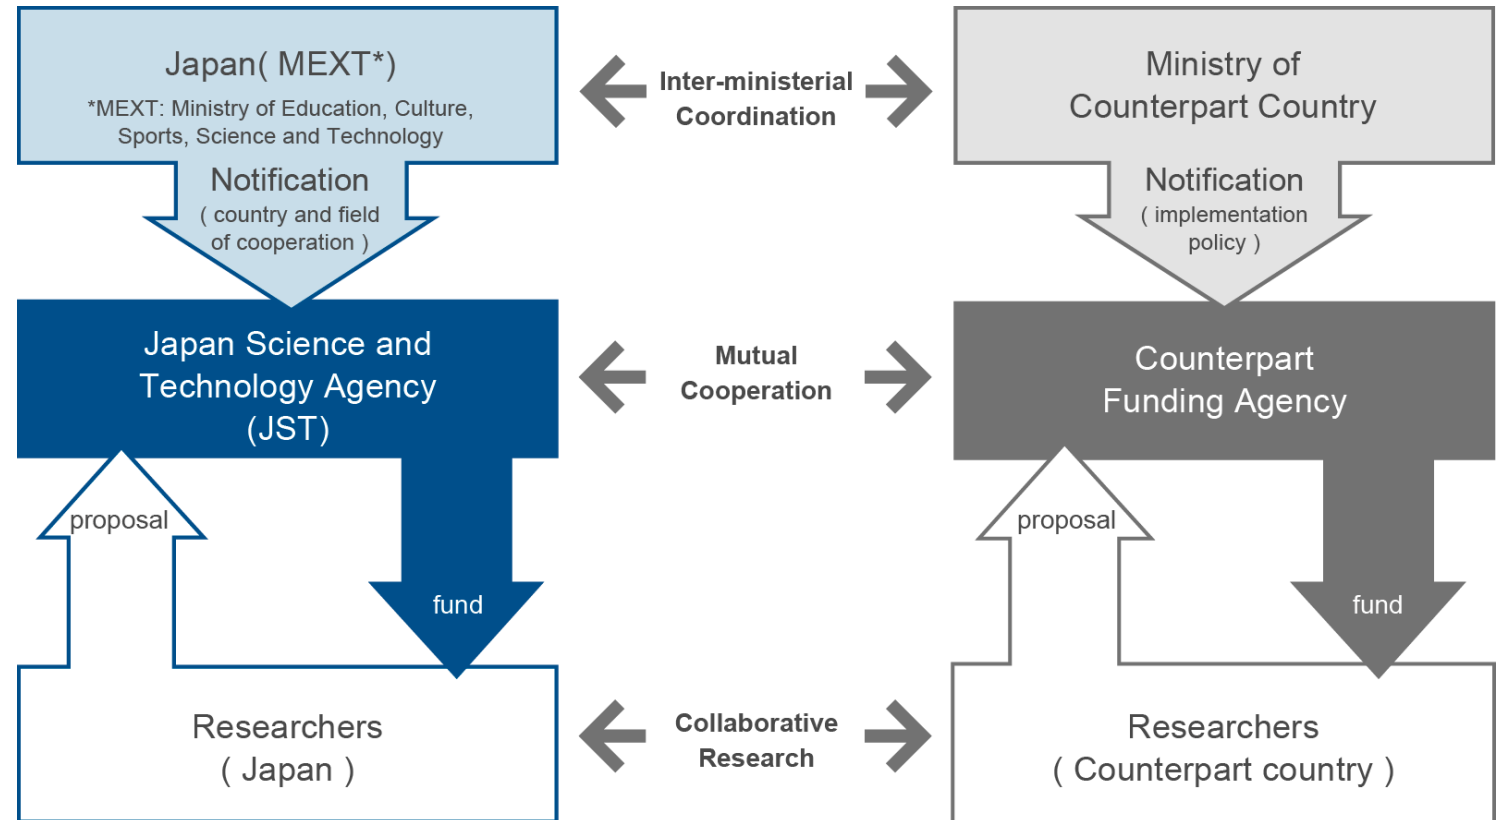 Japan( MEXT*)
*MEXT: Ministry of Education, Culture,
Sports, Science and Technology
Notification
( country and field
of cooperation )
Inter-ministerial
Coordination
Ministry of
Counterpart Country
Notification
( implementation
policy )
Japan Science and
Technology Agency
(JST)
Mutual
Cooperation
Counterpart
Funding Agency
proposal
fund
proposal
fund
Researchers
( Japan )
Collaborative
Research
Researchers
( Counterpart country )